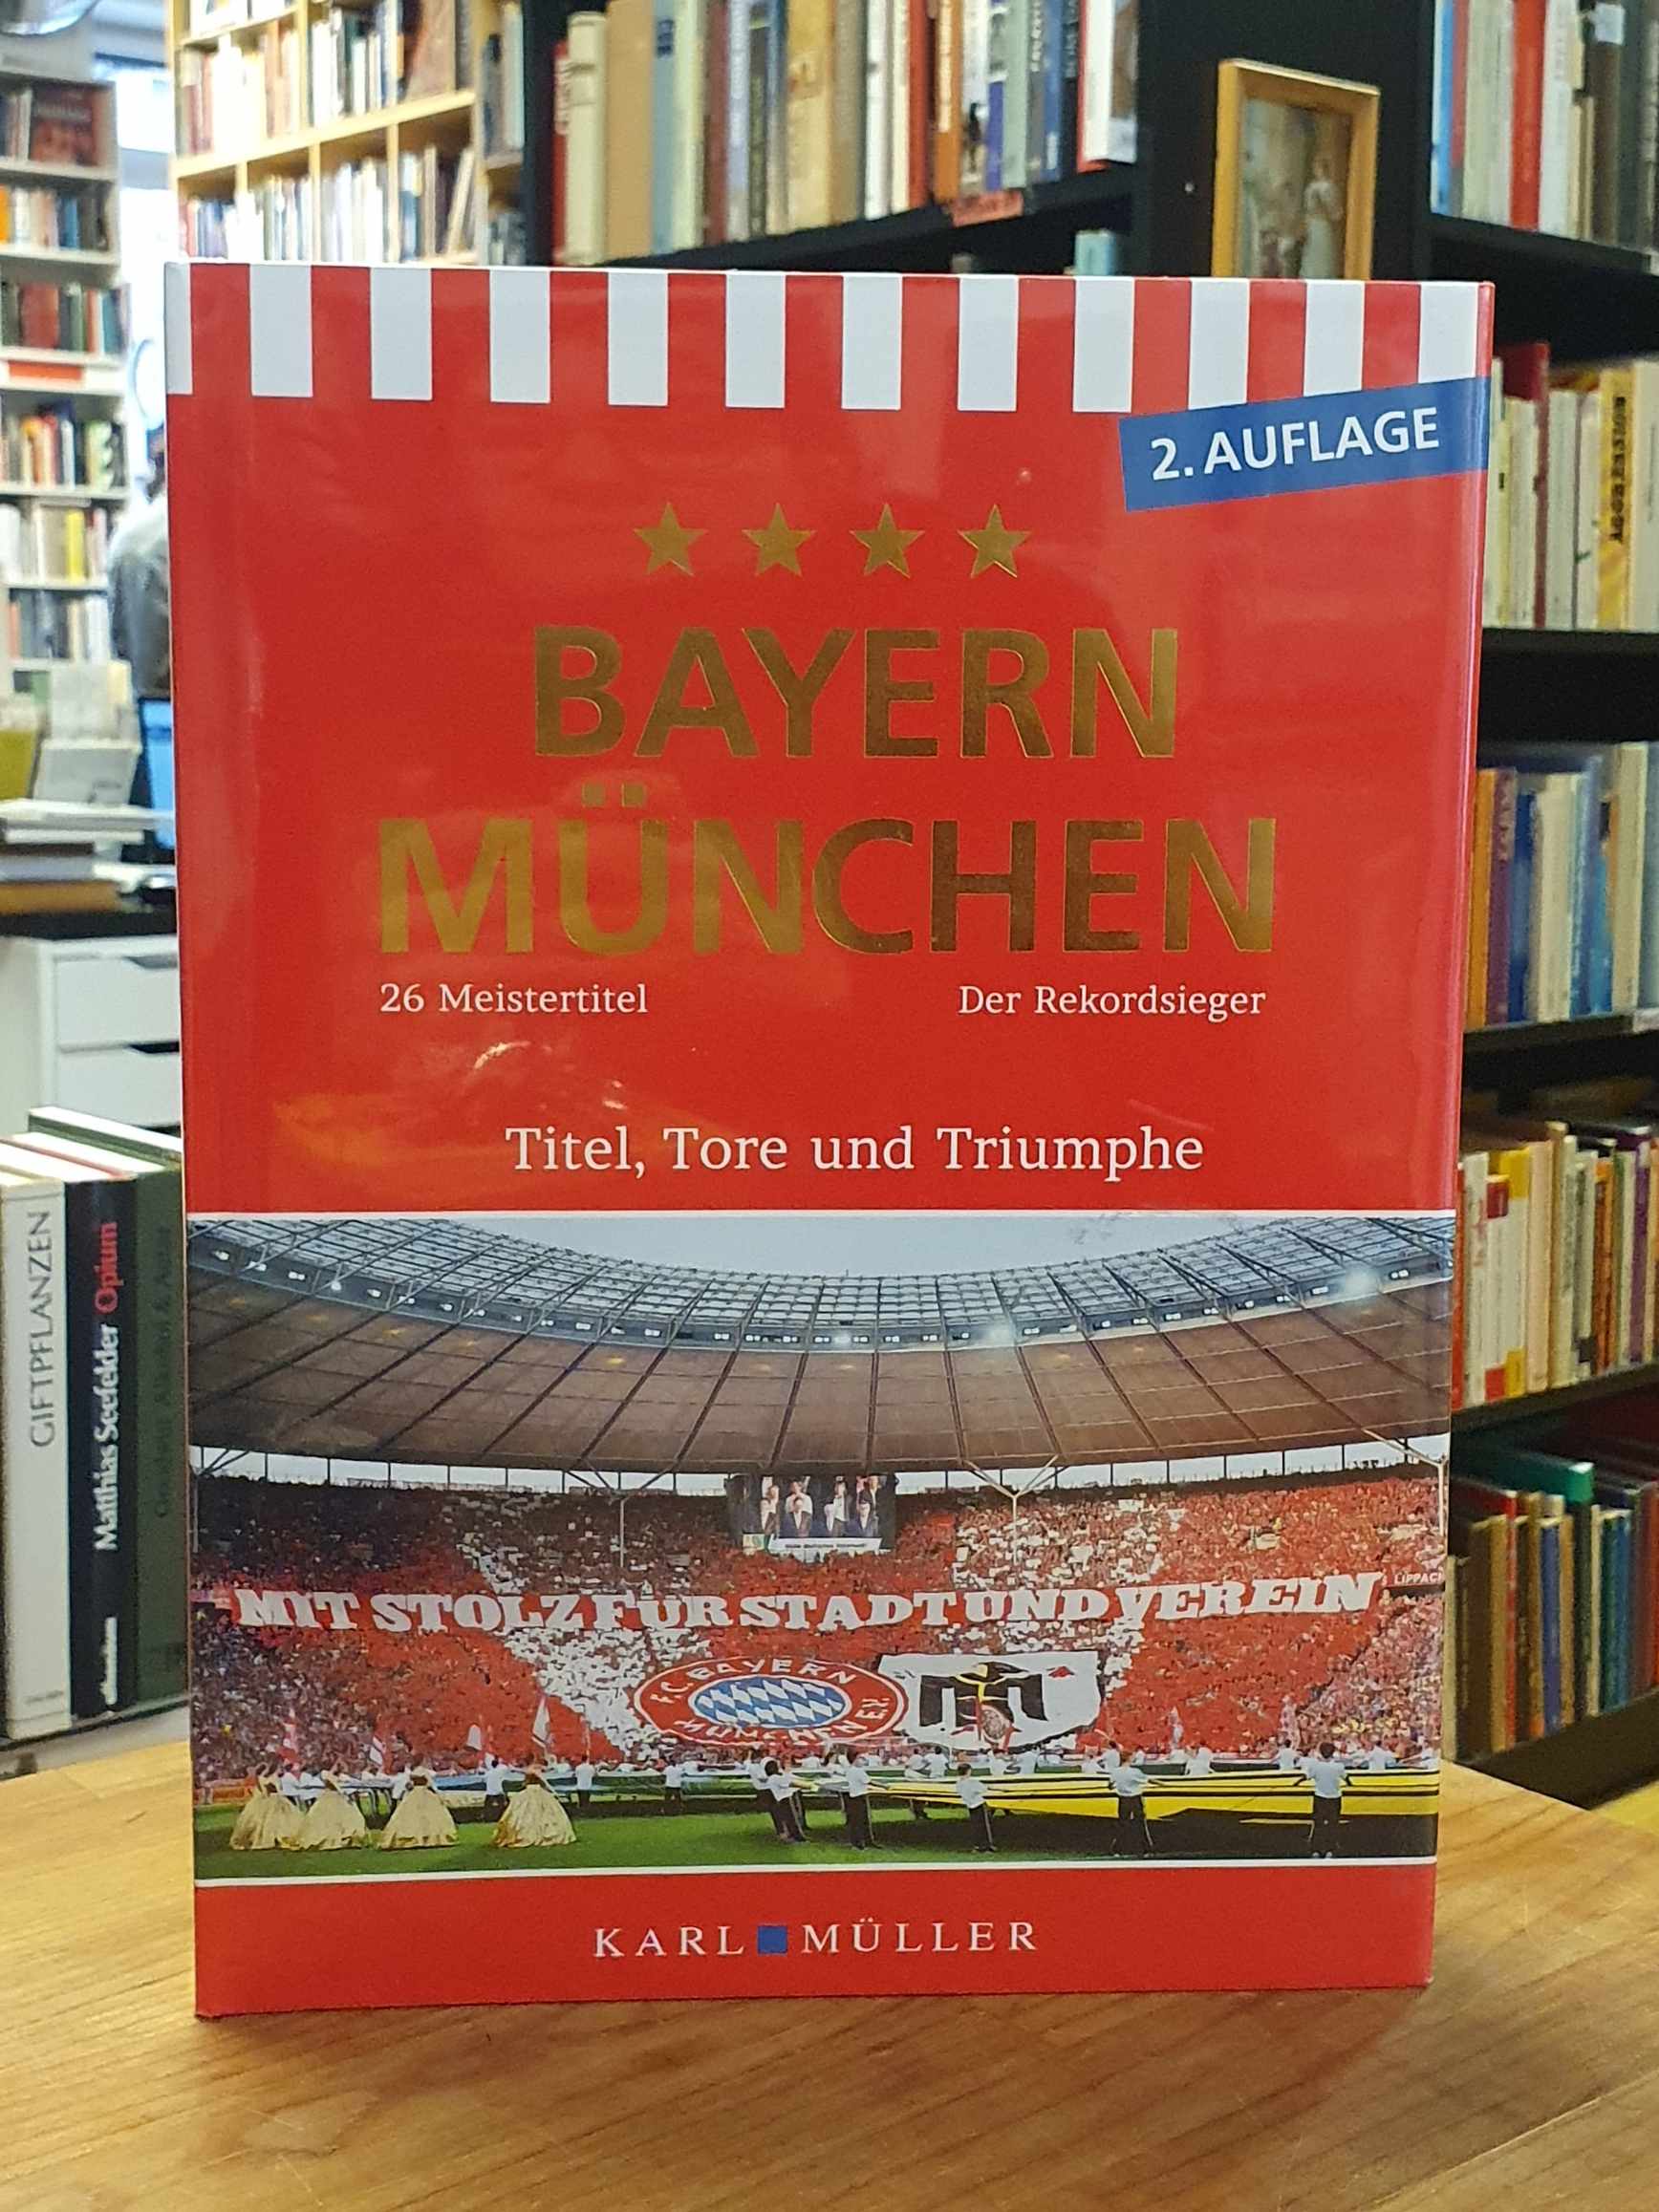 2. AUFLAGE
BAYERN
MÜNCHEN
26 Meistertitel
Der Rekordsieger
Titel, Tore und Triumphe
MIT STOLZ FÜR STADT UND VEREIN
F.C. BAYERN
MÜNCHEN E.V.
KARL MÜLLER
GIFTPFLANZEN
Matthias Seefelder Opium